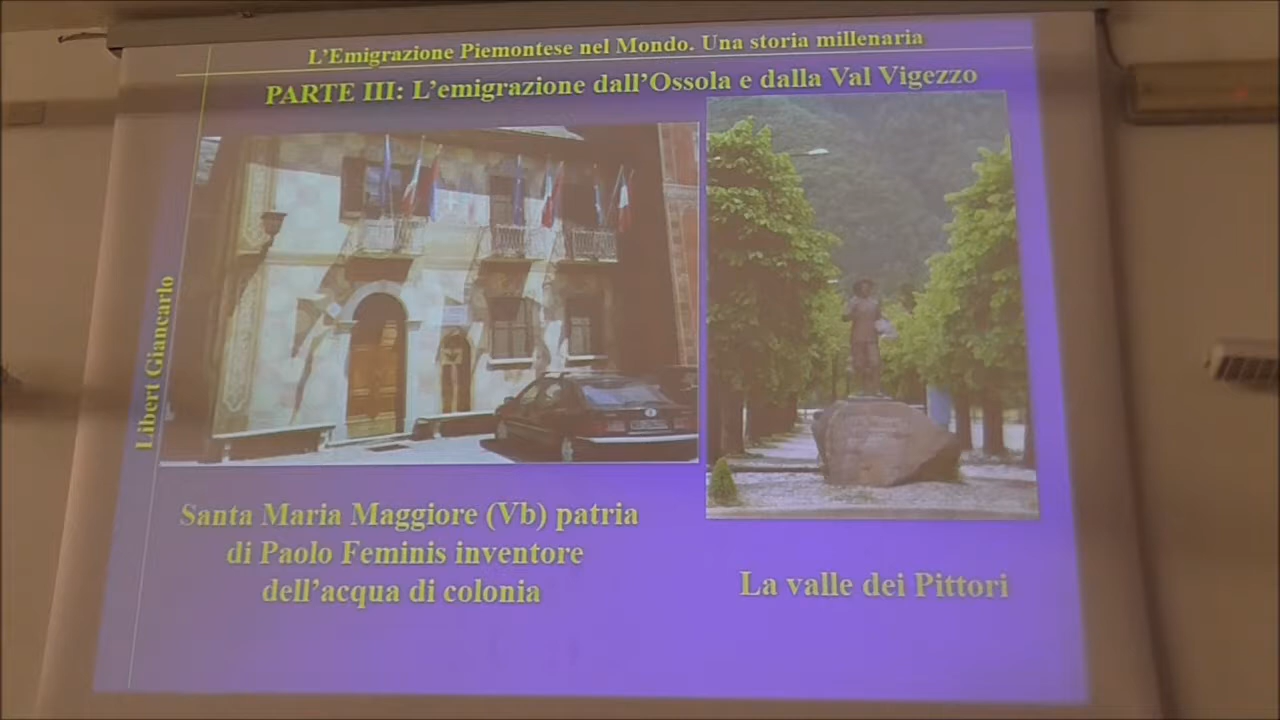 L'Emigrazione Piemontese nel Mondo. Una storia millenaria
PARTE III: L'emigrazione dall'Ossola e dalla Val Vigezzo
Libert Giancarlo
Santa Maria Maggiore (Vb) patria
di Paolo Feminis inventore
dell'acqua di colonia
La valle dei Pittori